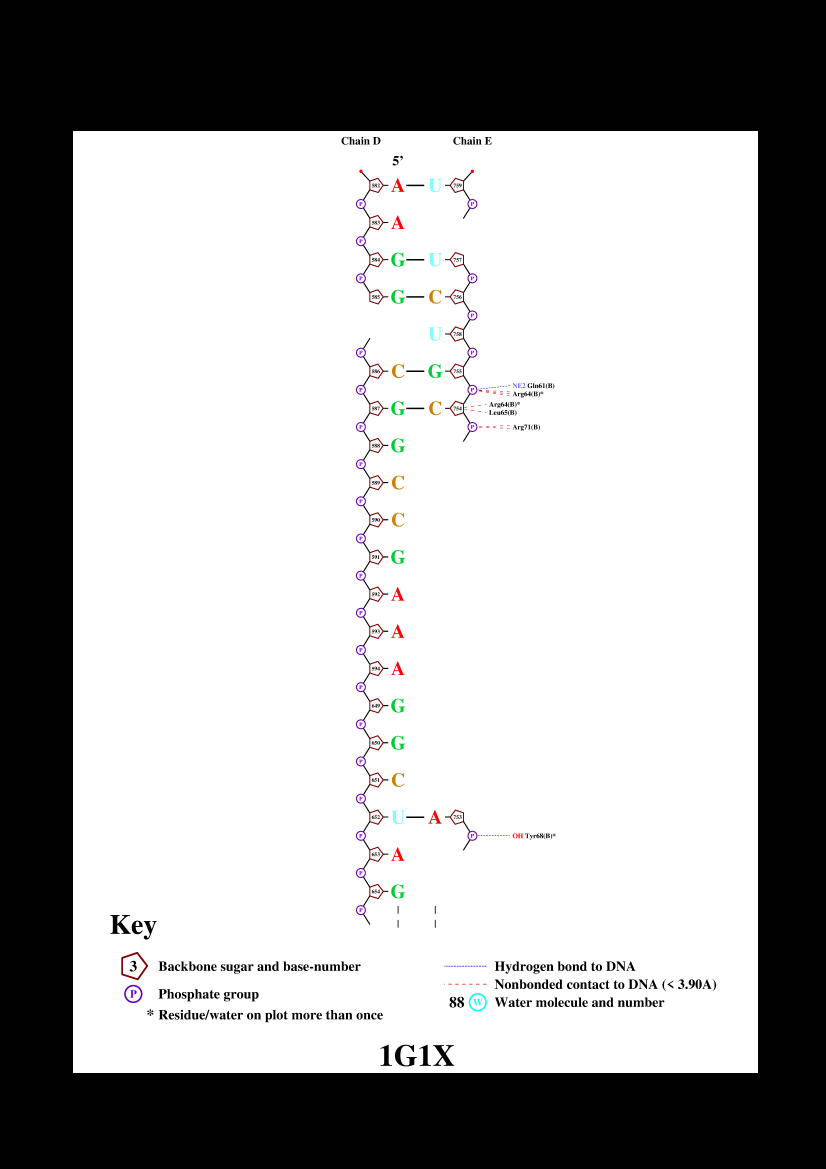 Chain D Chain E
5’
582 A U 759
P P
583 A
P
584 G U 757
P P
585 G C 756
P
U 758
P P
586 C G 755
NE2 Gln61(B)
P P Arg64(B)*
587 G C 754 Arg64(B)*
Leu65(B)
P P Arg71(B)
588 G
P
589 C
P
590 C
P
591 G
P
592 A
P
593 A
P
594 A
P
649 G
P
650 G
P
651 C
P
652 U A 753
P P OH Tyr68(B)*
653 A
P
654 G
P
Key
3 Backbone sugar and base-number
P Phosphate group
* Residue/water on plot more than once
Hydrogen bond to DNA
Nonbonded contact to DNA (< 3.90A)
88 W Water molecule and number
1G1X